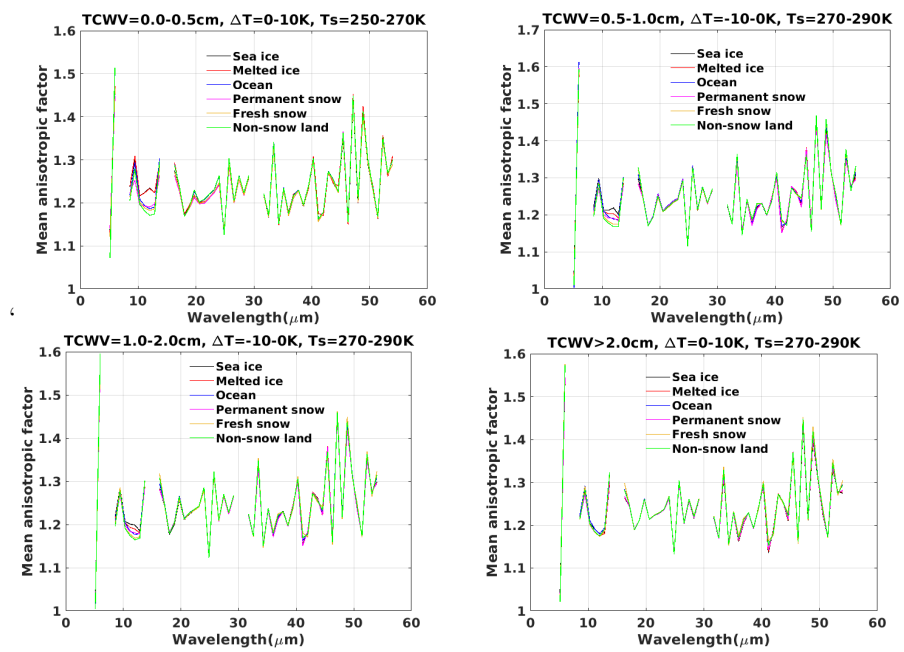 TCWV=0.0-0.5cm, ΔT=0-10K, Ts=250-270K
1.6
1.5
1.4
1.3
1.2
1.1
1
Mean anisotropic factor
Sea ice
Melted ice
Ocean
Permanent snow
Fresh snow
Non-snow land
0 10 20 30 40 50 60
Wavelength(μm)
TCWV=0.5-1.0cm, ΔT=-10-0K, Ts=270-290K
1.7
1.6
1.5
1.4
1.3
1.2
1.1
1
Mean anisotropic factor
Sea ice
Melted ice
Ocean
Permanent snow
Fresh snow
Non-snow land
0 10 20 30 40 50 60
Wavelength(μm)
‘
TCWV=1.0-2.0cm, ΔT=-10-0K, Ts=270-290K
1.6
1.5
1.4
1.3
1.2
1.1
1
Mean anisotropic factor
Sea ice
Melted ice
Ocean
Permanent snow
Fresh snow
Non-snow land
0 10 20 30 40 50 60
Wavelength(μm)
TCWV>2.0cm, ΔT=0-10K, Ts=270-290K
1.6
1.5
1.4
1.3
1.2
1.1
1
Mean anisotropic factor
Sea ice
Melted ice
Ocean
Permanent snow
Fresh snow
Non-snow land
0 10 20 30 40 50 60
Wavelength(μm)